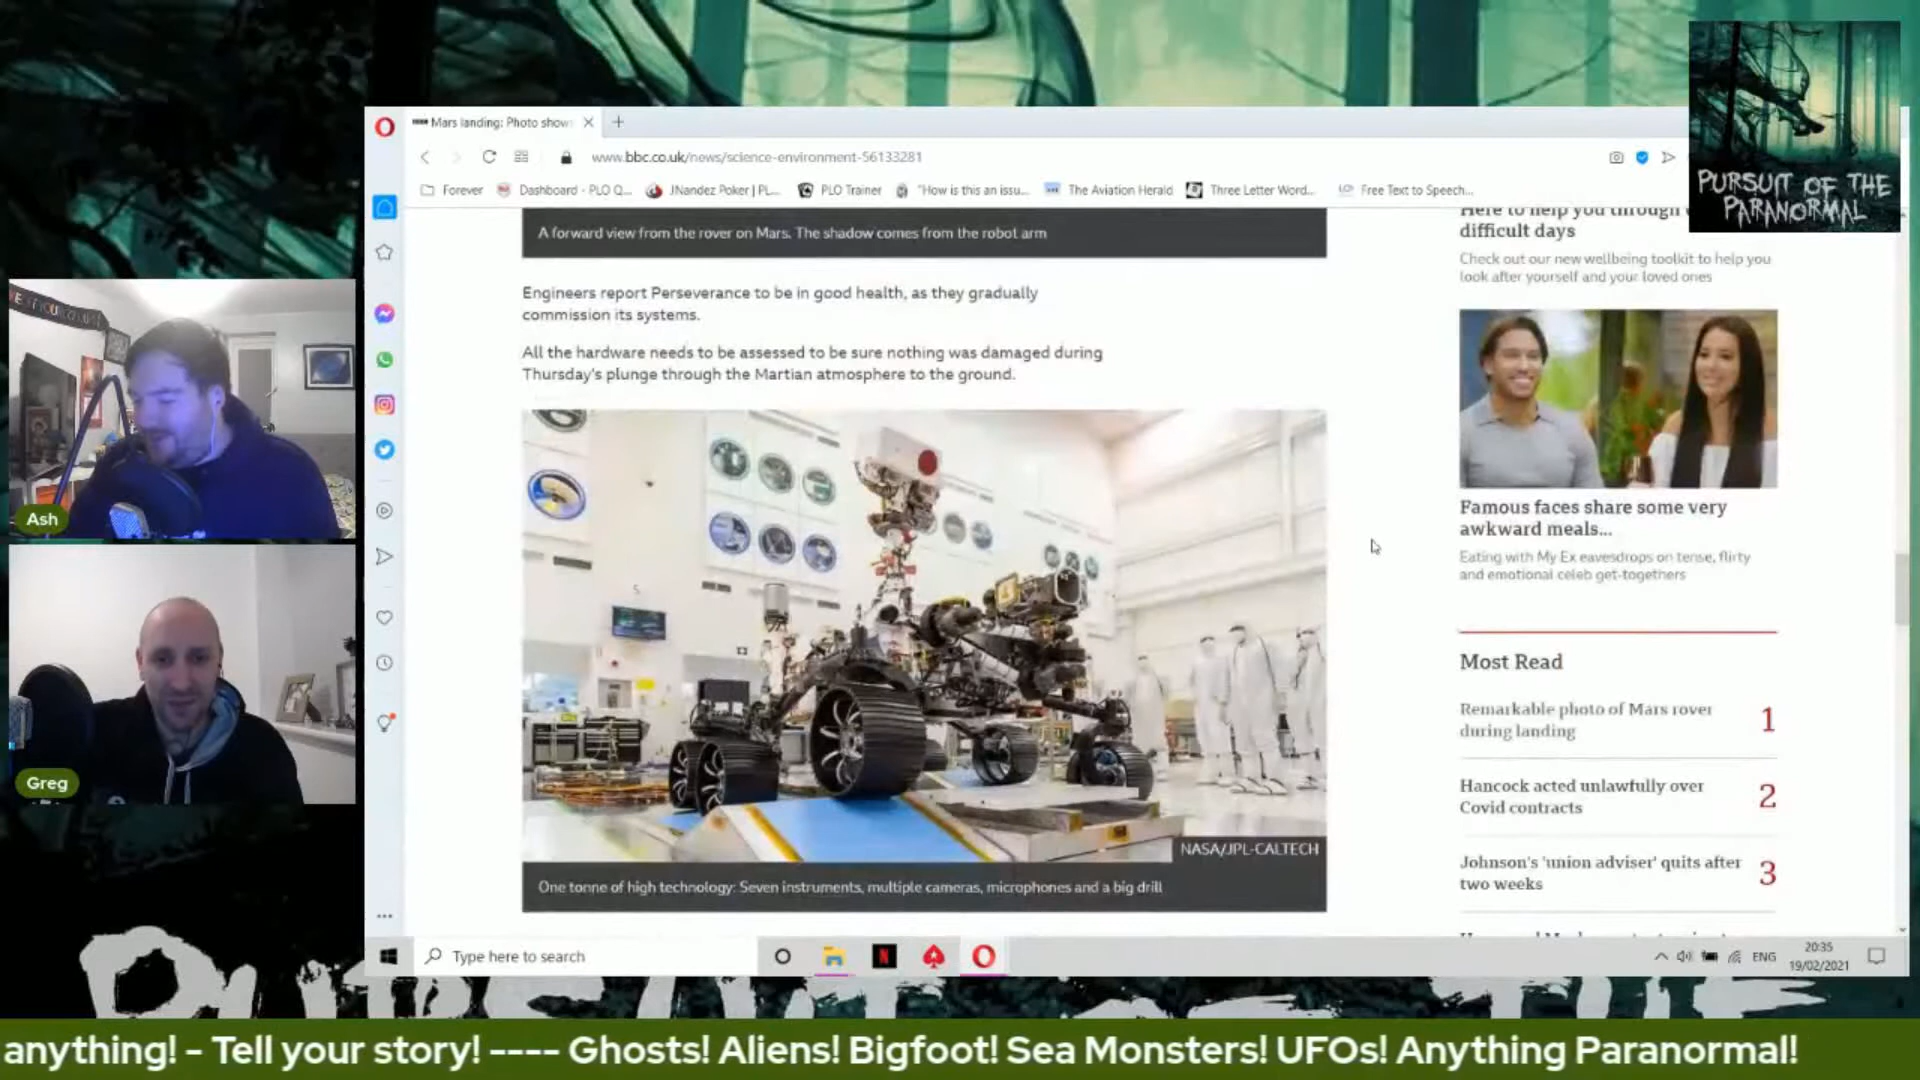 Mars landing: Photo shows
www.bbc.co.uk/news/science-environment-56133281
Forever
Dashboard - PLO Q...
JNandez Poker | PL...
PLO Trainer
"How is this an issu...
The Aviation Herald
Three Letter Word...
Free Text to Speech...
PURSUIT OF THE
PARANORMAL
A forward view from the rover on Mars. The shadow comes from the robot arm
Engineers report Perseverance to be in good health, as they gradually
commission its systems.
All the hardware needs to be assessed to be sure nothing was damaged during
Thursday's plunge through the Martian atmosphere to the ground.
NASA/JPL-CALTECH
One tonne of high technology: Seven instruments, multiple cameras, microphones and a big drill
Here to help you through
difficult days
Check out our new wellbeing toolkit to help you
look after yourself and your loved ones
Famous faces share some very
awkward meals...
Eating with My Ex eavesdrops on tense, flirty
and emotional celeb get-togethers
Most Read
Remarkable photo of Mars rover
during landing
1
Hancock acted unlawfully over
Covid contracts
2
Johnson's 'union adviser' quits after
two weeks
3
Ash
Greg
Type here to search
ENG
20:35
19/02/2021
anything! - Tell your story! ---- Ghosts! Aliens! Bigfoot! Sea Monsters! UFOs! Anything Paranormal!